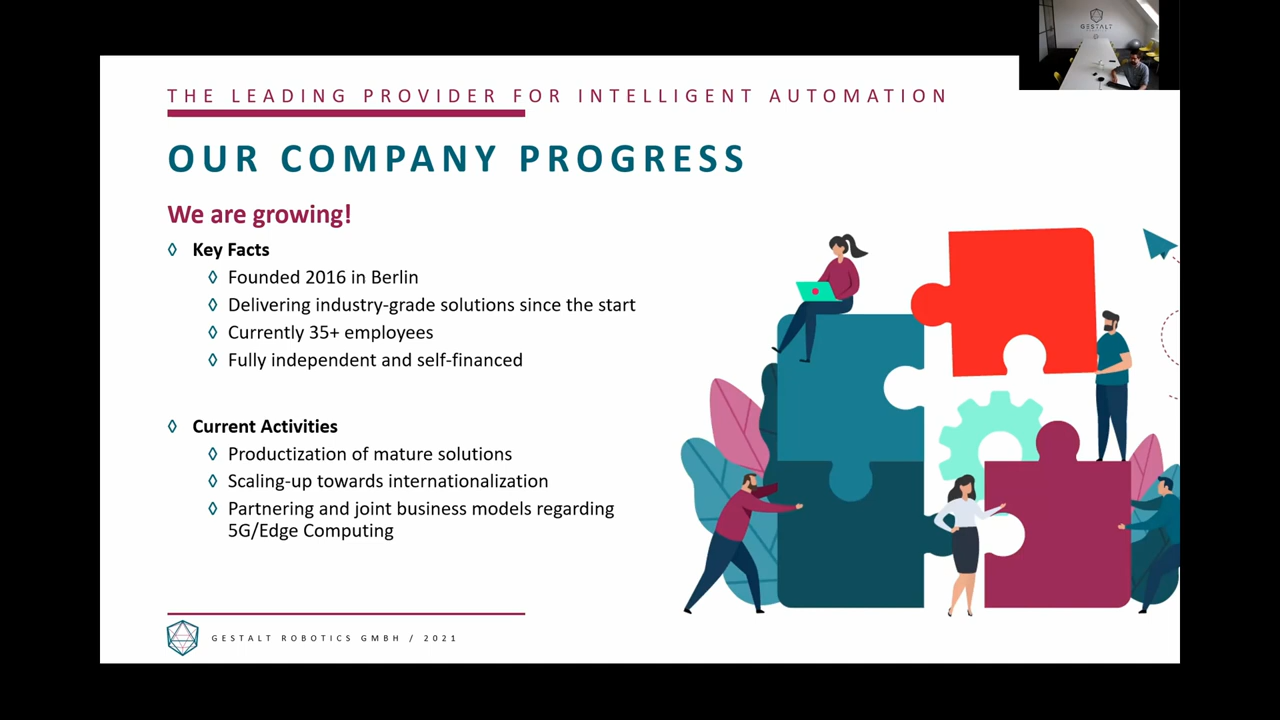 GESTALT
THE LEADING PROVIDER FOR INTELLIGENT AUTOMATION
OUR COMPANY PROGRESS
We are growing!
◊ Key Facts
◊ Founded 2016 in Berlin
◊ Delivering industry-grade solutions since the start
◊ Currently 35+ employees
◊ Fully independent and self-financed
◊ Current Activities
◊ Productization of mature solutions
◊ Scaling-up towards internationalization
◊ Partnering and joint business models regarding
5G/Edge Computing
GESTALT ROBOTICS GMBH / 2021